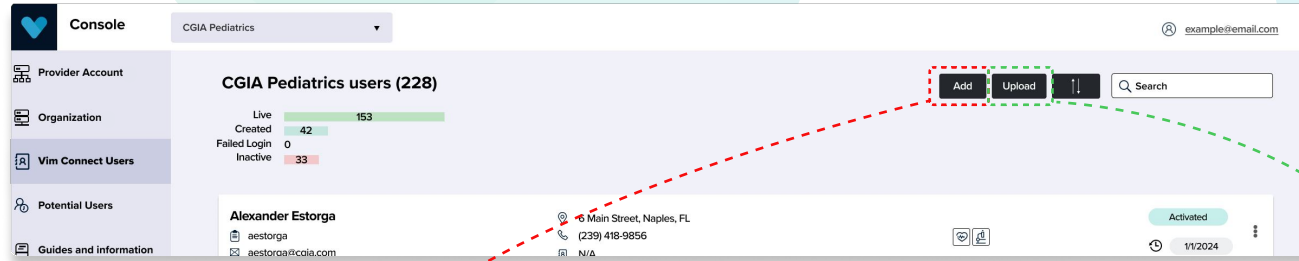 Console
CGIA Pediatrics
example@email.com
Provider Account
Organization
Vim Connect Users
Potential Users
Guides and information
CGIA Pediatrics users (228)
Add
Upload
Search
Live 153
Created 42
Failed Login 0
Inactive 33
Alexander Estorga
aestorga
aestorga@cgia.com
6 Main Street, Naples, FL
(239) 418-9856
N/A
Activated
1/1/2024